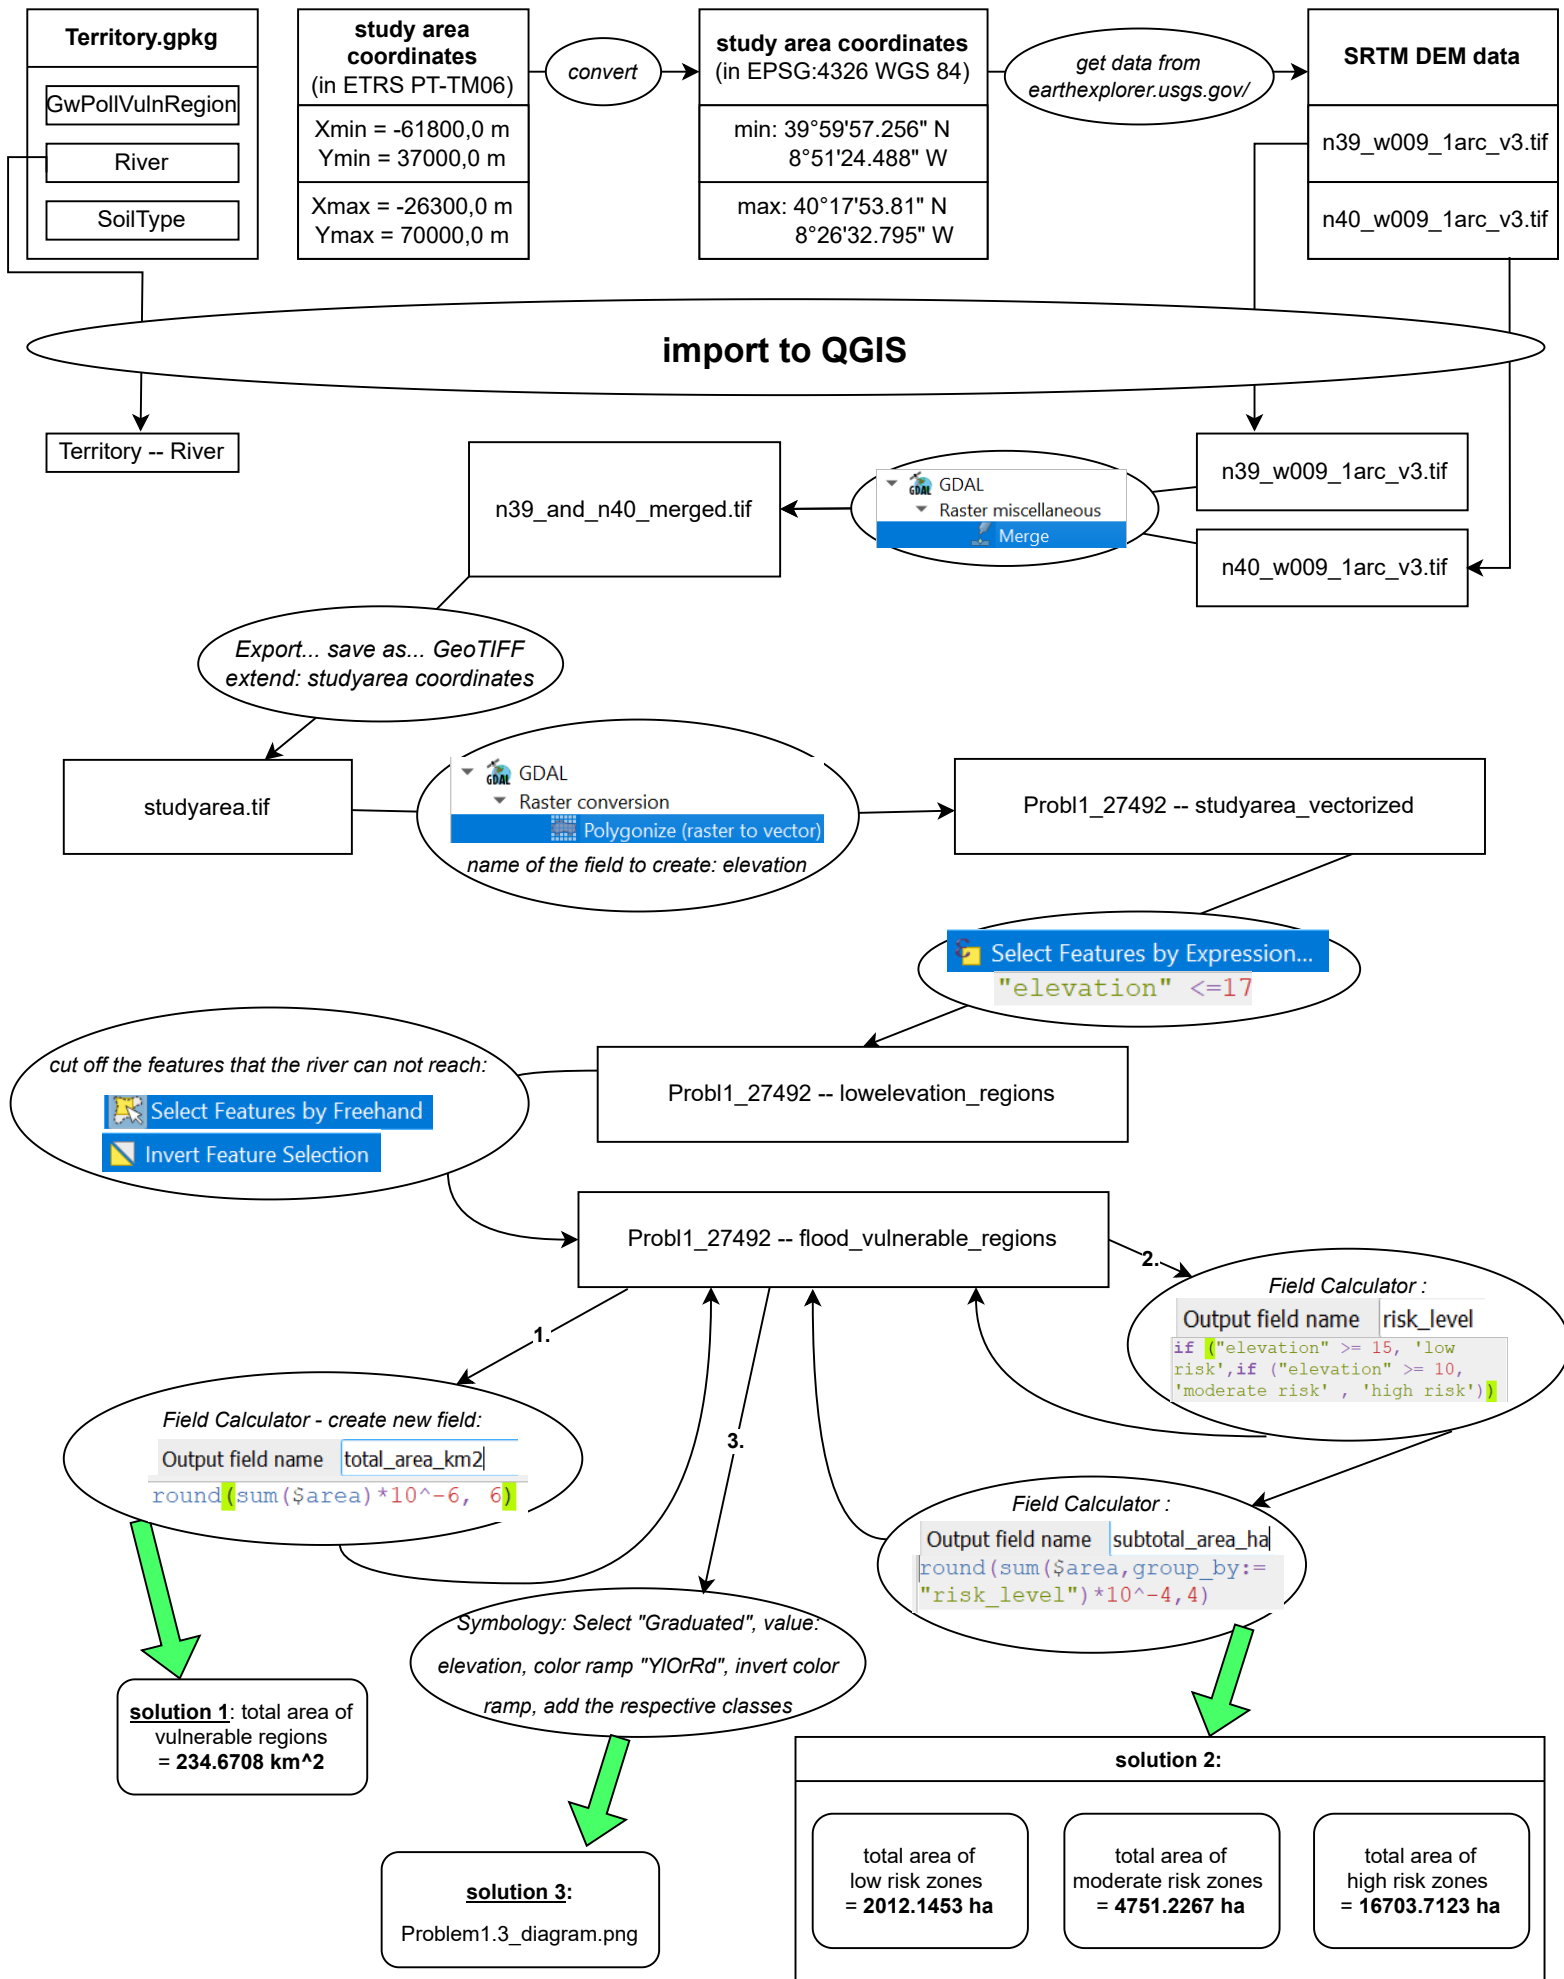 Territory.gpkg
GwPollVulnRegion
River
SoilType
study area
coordinates
(in ETRS PT-TM06)
Xmin = -61800,0 m
Ymin = 37000,0 m
Xmax = -26300,0 m
Ymax = 70000,0 m
convert
study area coordinates
(in EPSG:4326 WGS 84)
min: 39°59'57.256" N
8°51'24.488" W
max: 40°17'53.81" N
8°26'32.795" W
get data from
earthexplorer.usgs.gov/
SRTM DEM data
n39_w009_1arc_v3.tif
n40_w009_1arc_v3.tif
import to QGIS
Territory -- River
n39_w009_1arc_v3.tif
n40_w009_1arc_v3.tif
GDAL
GDAL
Raster miscellaneous
Merge
n39_and_n40_merged.tif
Export... save as... GeoTIFF
extend: studyarea coordinates
studyarea.tif
GDAL
GDAL
Raster conversion
Polygonize (raster to vector)
name of the field to create: elevation
Probl1_27492 -- studyarea_vectorized
Select Features by Expression...
"elevation" <=17
Probl1_27492 -- lowelevation_regions
cut off the features that the river can not reach:
Select Features by Freehand
Invert Feature Selection
Probl1_27492 -- flood_vulnerable_regions
1.
2.
3.
Field Calculator :
Output field name risk_level
if ("elevation" >= 15, 'low
risk',if ("elevation" >= 10,
'moderate risk' , 'high risk'))
Field Calculator - create new field:
Output field name total_area_km2
round(sum($area)*10^-6, 6)
Field Calculator :
Output field name subtotal_area_ha
round(sum($area,group_by:=
"risk_level")*10^-4,4)
Symbology: Select "Graduated", value:
elevation, color ramp "YlOrRd", invert color
ramp, add the respective classes
solution 1: total area of
vulnerable regions
= 234.6708 km^2
solution 3:
Problem1.3_diagram.png
solution 2:
total area of
low risk zones
= 2012.1453 ha
total area of
moderate risk zones
= 4751.2267 ha
total area of
high risk zones
= 16703.7123 ha